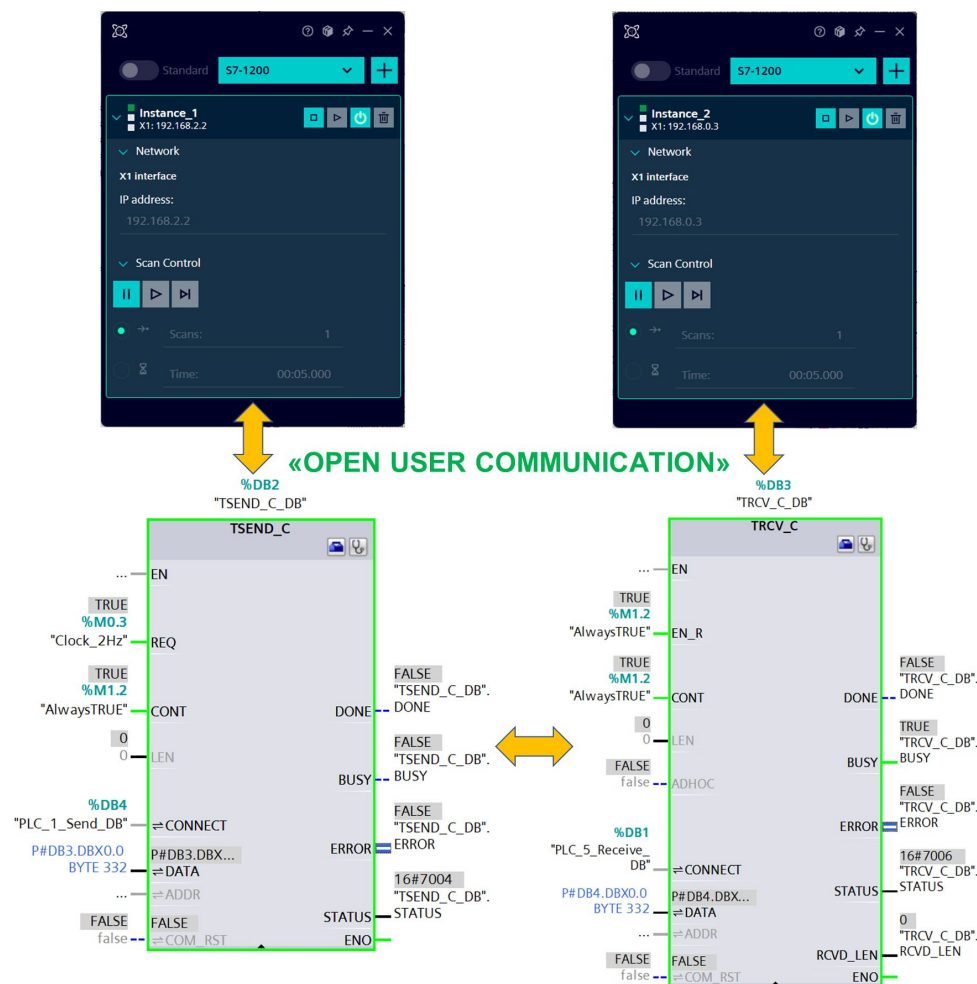 Standard
S7-1200
Instance_1
X1: 192.168.2.2
Network
X1 interface
IP address:
192.168.2.2
Scan Control
Scans:
1
Time:
00:05.000
Standard
S7-1200
Instance_2
X1: 192.168.0.3
Network
X1 interface
IP address:
192.168.0.3
Scan Control
Scans:
1
Time:
00:05.000
«OPEN USER COMMUNICATION»
%DB2
"TSEND_C_DB"
TSEND_C
... EN
TRUE
%M0.3
"Clock_2Hz" REQ
TRUE
%M1.2
"AlwaysTRUE" CONT
0
0 LEN
%DB4
"PLC_1_Send_DB" CONNECT
P#DB3.DBX0.0 P#DB3.DBX...
BYTE 332 DATA
... ADDR
FALSE FALSE
false COM_RST
FALSE
"TSEND_C_DB".
DONE DONE
FALSE
"TSEND_C_DB".
BUSY BUSY
FALSE
"TSEND_C_DB".
ERROR ERROR
16#7004
"TSEND_C_DB".
STATUS STATUS
ENO
%DB3
"TRCV_C_DB"
TRCV_C
... EN
TRUE
%M1.2
"AlwaysTRUE" EN_R
TRUE
%M1.2
"AlwaysTRUE" CONT
0
0 LEN
FALSE
false ADHOC
%DB1
"PLC_5_Receive_
DB" CONNECT
P#DB4.DBX0.0 P#DB4.DBX...
BYTE 332 DATA
... ADDR
FALSE FALSE
false COM_RST
FALSE
"TRCV_C_DB".
DONE DONE
TRUE
"TRCV_C_DB".
BUSY BUSY
FALSE
"TRCV_C_DB".
ERROR ERROR
16#7006
"TRCV_C_DB".
STATUS STATUS
0
"TRCV_C_DB".
RCVD_LEN RCVD_LEN
ENO